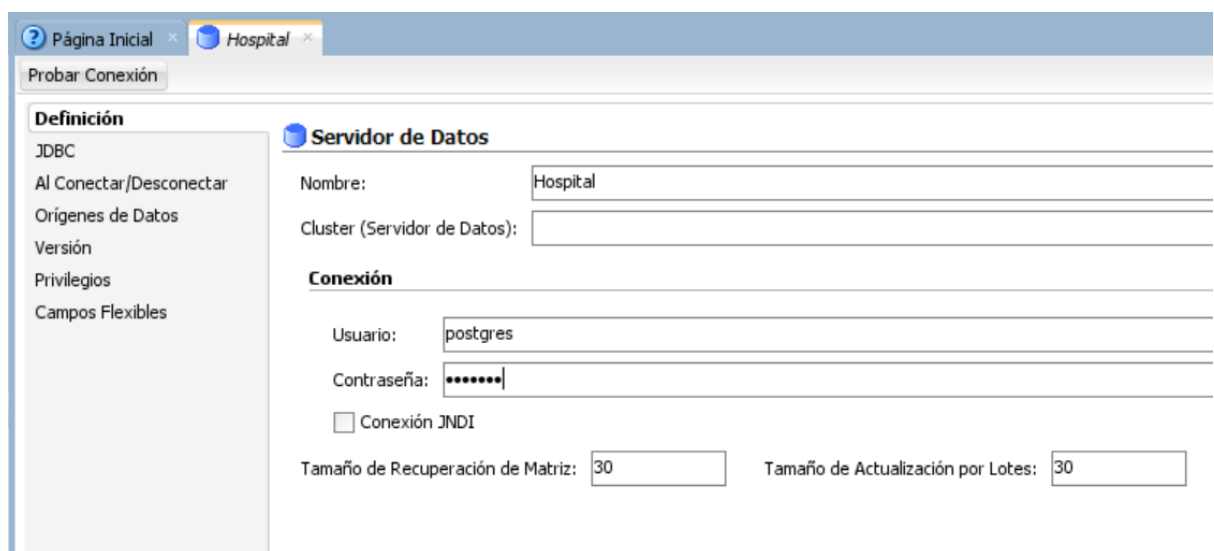 Página Inicial
Hospital
Probar Conexión
Definición
JDBC
Al Conectar/Desconectar
Orígenes de Datos
Versión
Privilegios
Campos Flexibles
Servidor de Datos
Nombre: Hospital
Cluster (Servidor de Datos):
Conexión
Usuario: postgres
Contraseña: •••••••
Conexión JNDI
Tamaño de Recuperación de Matriz: 30 Tamaño de Actualización por Lotes: 30